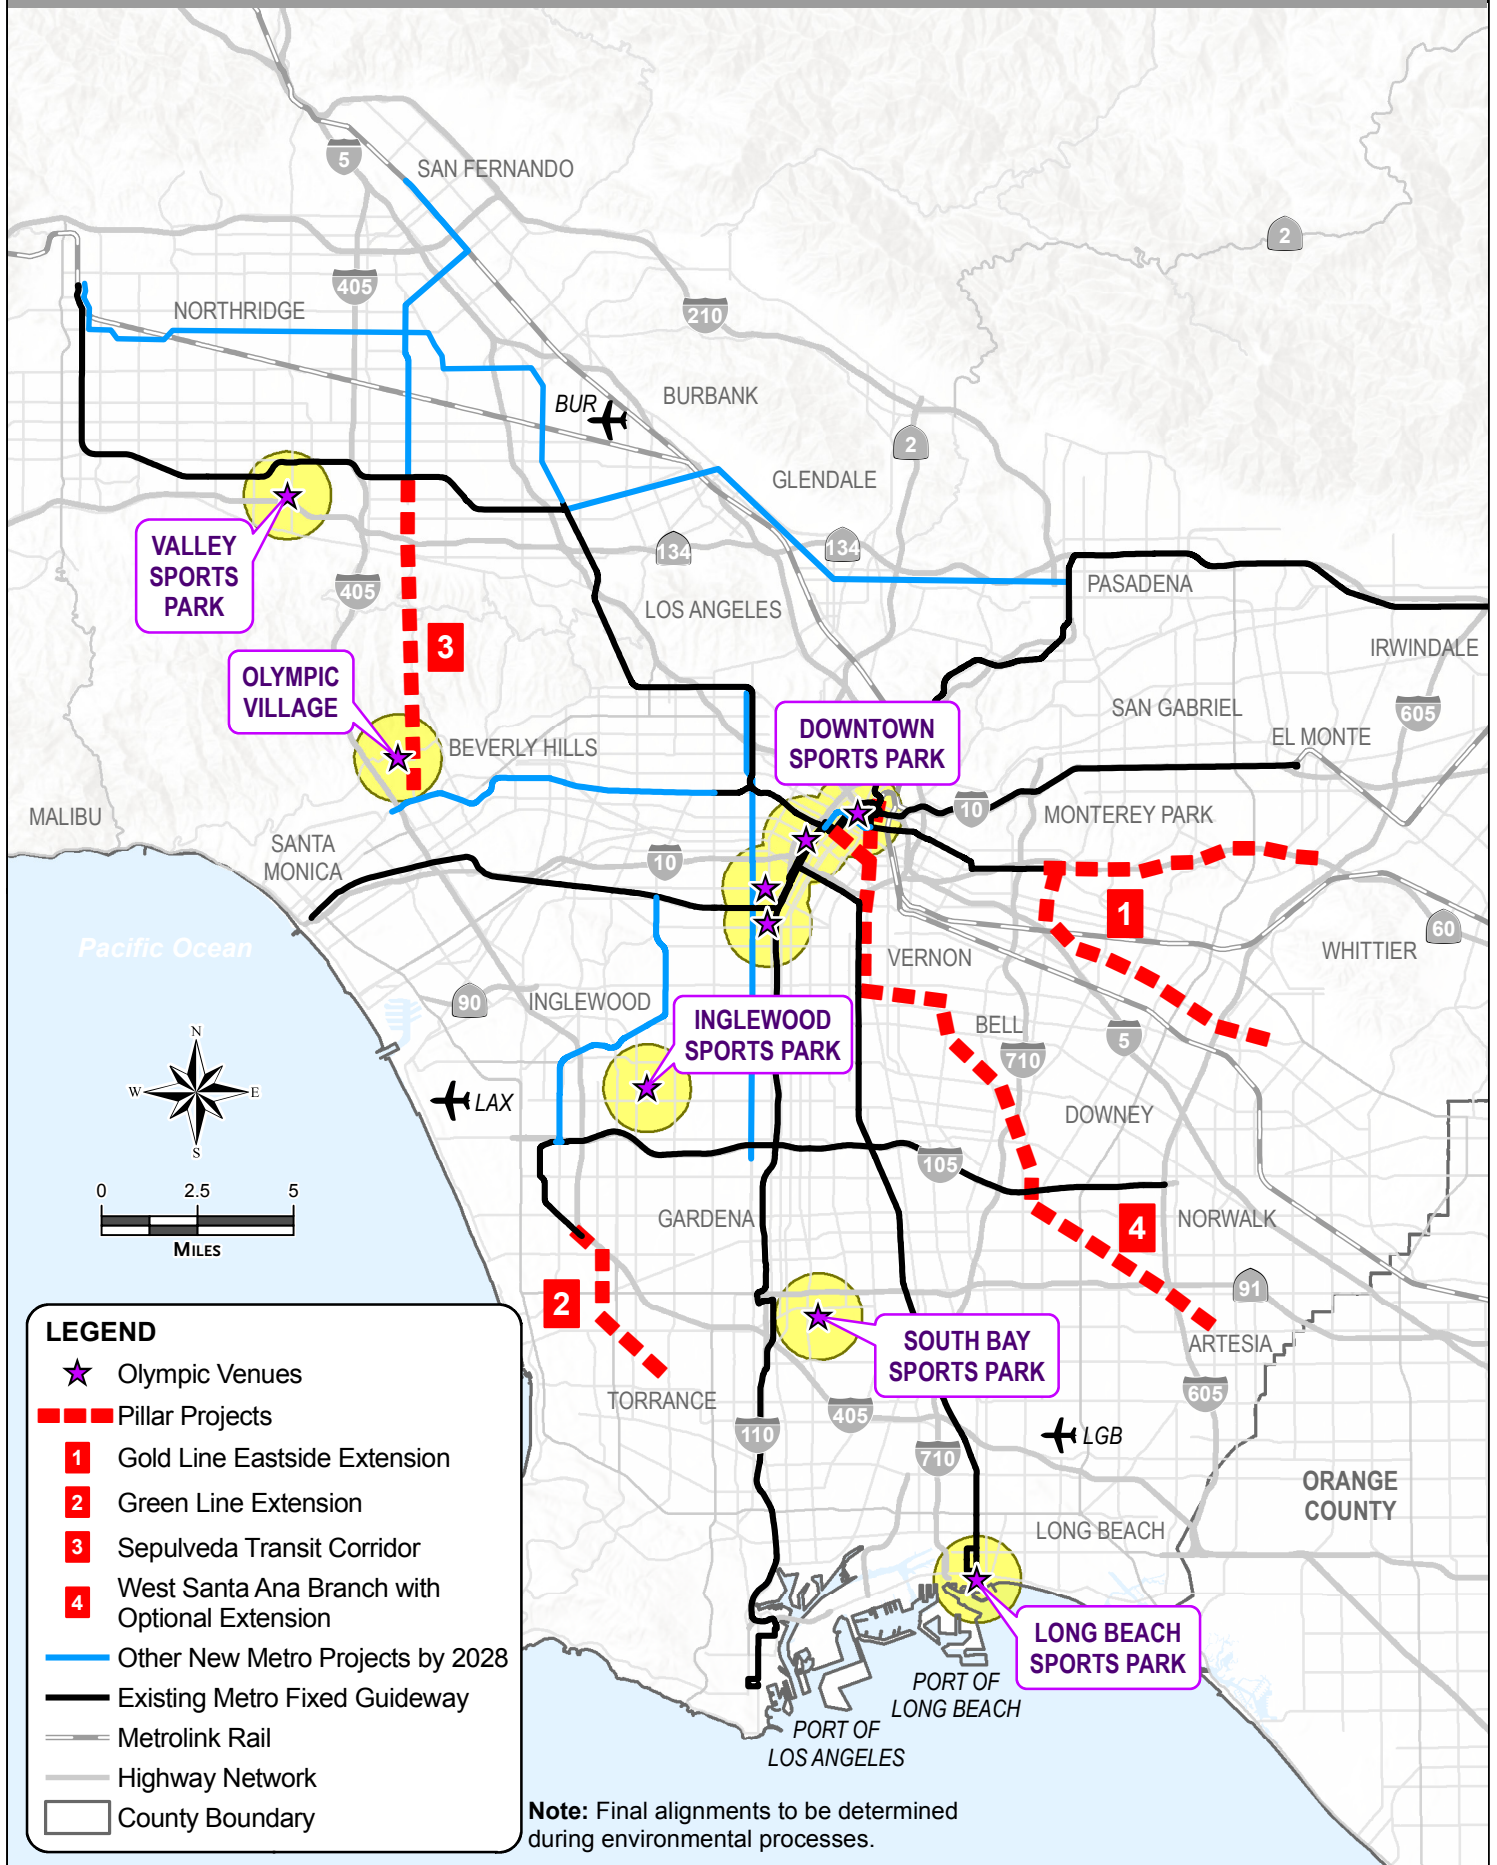 5
SAN FERNANDO
2
405
NORTHRIDGE
210
BUR
BURBANK
2
GLENDALE
VALLEY
SPORTS
PARK
134
134
405
PASADENA
LOS ANGELES
3
IRWINDALE
OLYMPIC
VILLAGE
SAN GABRIEL
605
DOWNTOWN
SPORTS PARK
BEVERLY HILLS
EL MONTE
10
MONTEREY PARK
MALIBU
SANTA
MONICA
10
1
60
Pacific Ocean
VERNON
WHITTIER
90
INGLEWOOD
INGLEWOOD
SPORTS PARK
BELL
5
710
N
W
E
S
LAX
DOWNEY
105
0
2.5
5
MILES
GARDENA
4
NORWALK
2
91
SOUTH BAY
SPORTS PARK
ARTESIA
TORRANCE
405
605
110
LGB
710
ORANGE
COUNTY
LONG BEACH
LONG BEACH
SPORTS PARK
PORT OF
LONG BEACH
PORT OF
LOS ANGELES
LEGEND
Olympic Venues
Pillar Projects
1 Gold Line Eastside Extension
2 Green Line Extension
3 Sepulveda Transit Corridor
4 West Santa Ana Branch with
Optional Extension
Other New Metro Projects by 2028
Existing Metro Fixed Guideway
Metrolink Rail
Highway Network
County Boundary
Note: Final alignments to be determined
during environmental processes.